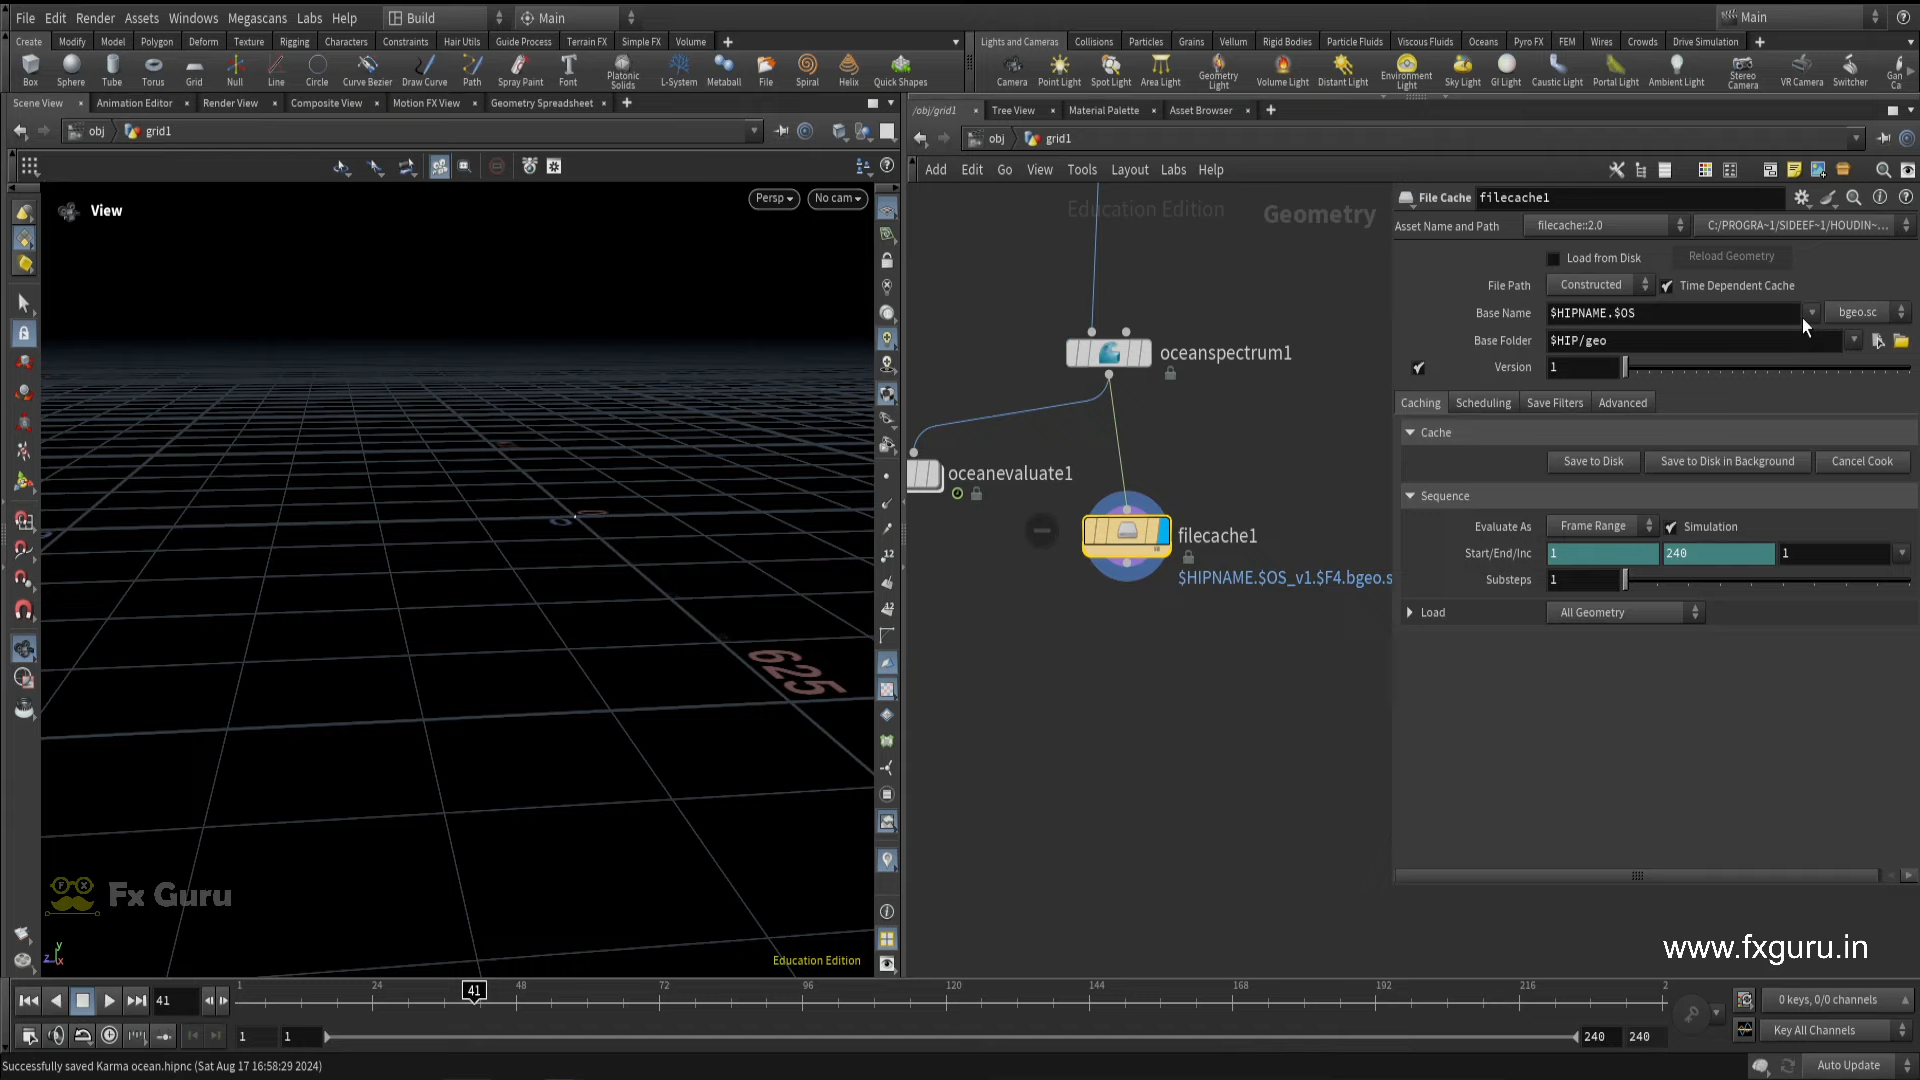 File Edit Render Assets Windows Megascans Labs Help Build Main Main
Create Modify Model Polygon Deform Texture Rigging Characters Constraints Hair Utils Guide Process Terrain FX Simple FX Volume
Lights and Cameras Collisions Particles Grains Vellum Rigid Bodies Particle Fluids Viscous Fluids Oceans Pyro FX FEM Wires Crowds Drive Simulation
Box Sphere Tube Torus Grid Null Line Circle Curve Bezier Draw Curve Path Spray Paint Font Platonic Solids L-System Metaball File Spiral Helix Quick Shapes
Camera Point Light Spot Light Area Light Geometry Light Volume Light Distant Light Environment Light Sky Light GI Light Caustic Light Portal Light Ambient Light Stereo Camera VR Camera Switcher Gan Ca
Scene View Animation Editor Render View Composite View Motion FX View Geometry Spreadsheet
/obj/grid1 Tree View Material Palette Asset Browser
obj grid1
obj grid1
Add Edit Go View Tools Layout Labs Help
View
Persp
No cam
625
0
0
Fx Guru
Education Edition
Education Edition
Geometry
oceanspectrum1
oceanevaluate1
filecache1
$HIPNAME.$OS_v1.$F4.bgeo.s
File Cache filecache1
Asset Name and Path filecache::2.0 C:/PROGRA~1/SIDEEF~1/HOUDIN~...
Load from Disk Reload Geometry
File Path Constructed Time Dependent Cache
Base Name $HIPNAME.$OS bgeo.sc
Base Folder $HIP/geo
Version 1
Caching Scheduling Save Filters Advanced
Cache
Save to Disk Save to Disk in Background Cancel Cook
Sequence
Evaluate As Frame Range Simulation
Start/End/Inc 1 240 1
Substeps 1
Load All Geometry
www.fxguru.in
41
1 24 41 48 72 96 120 144 168 192 216 2
0 keys, 0/0 channels
1 1 240 240
Key All Channels
Successfully saved Karma ocean.hipnc (Sat Aug 17 16:58:29 2024)
Auto Update